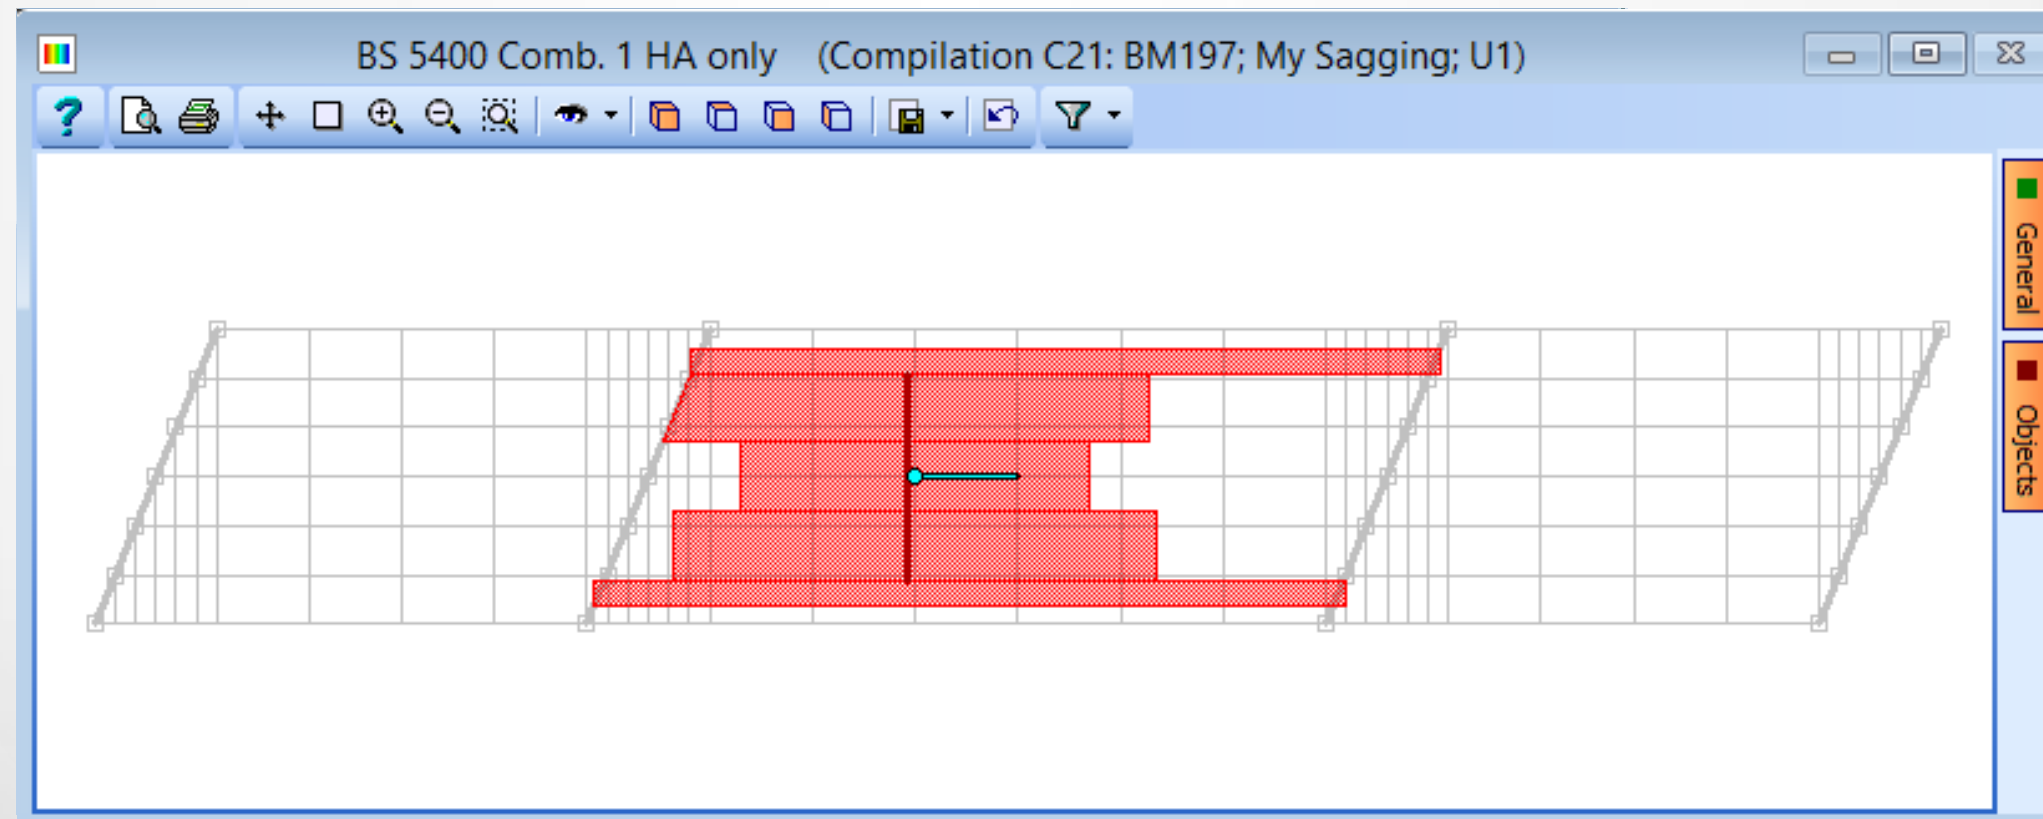 BS 5400 Comb. 1 HA only (Compilation C21: BM197; My Sagging; U1)
?
General
Objects